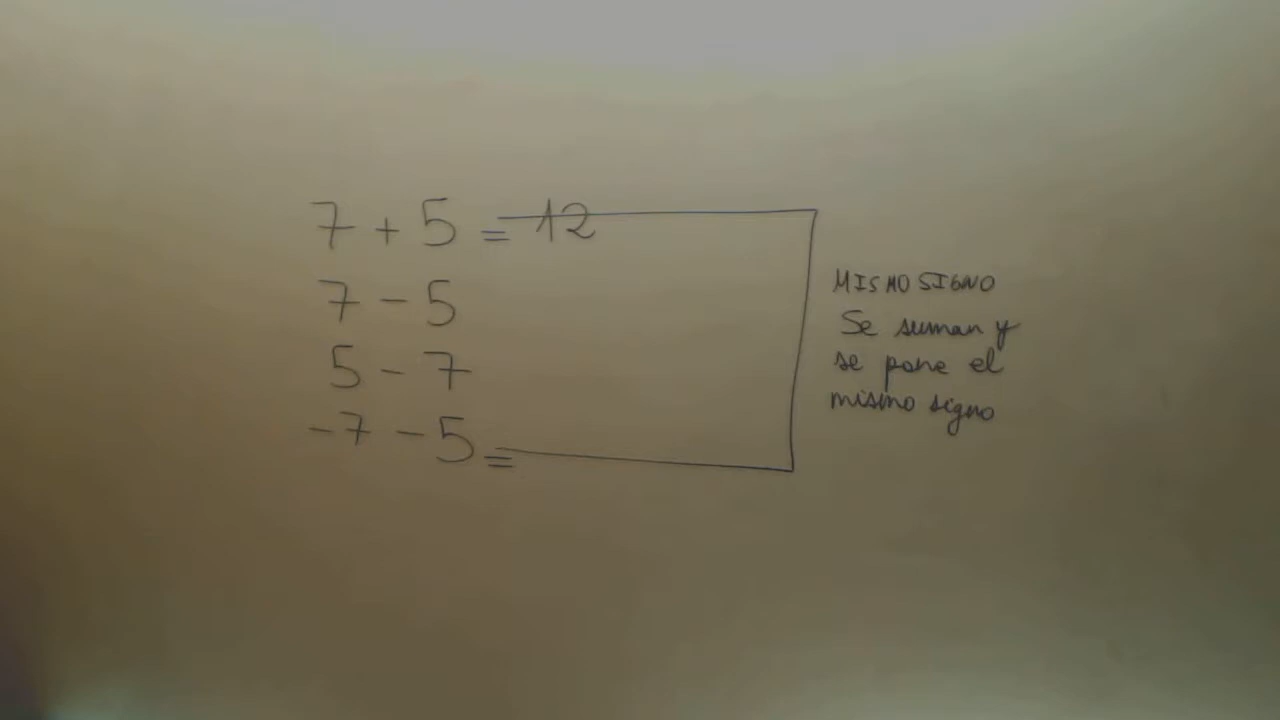 7 + 5 = 12
7 - 5
5 - 7
-7 - 5 =
MISMO SIGNO
Se suman y
se pone el
mismo signo